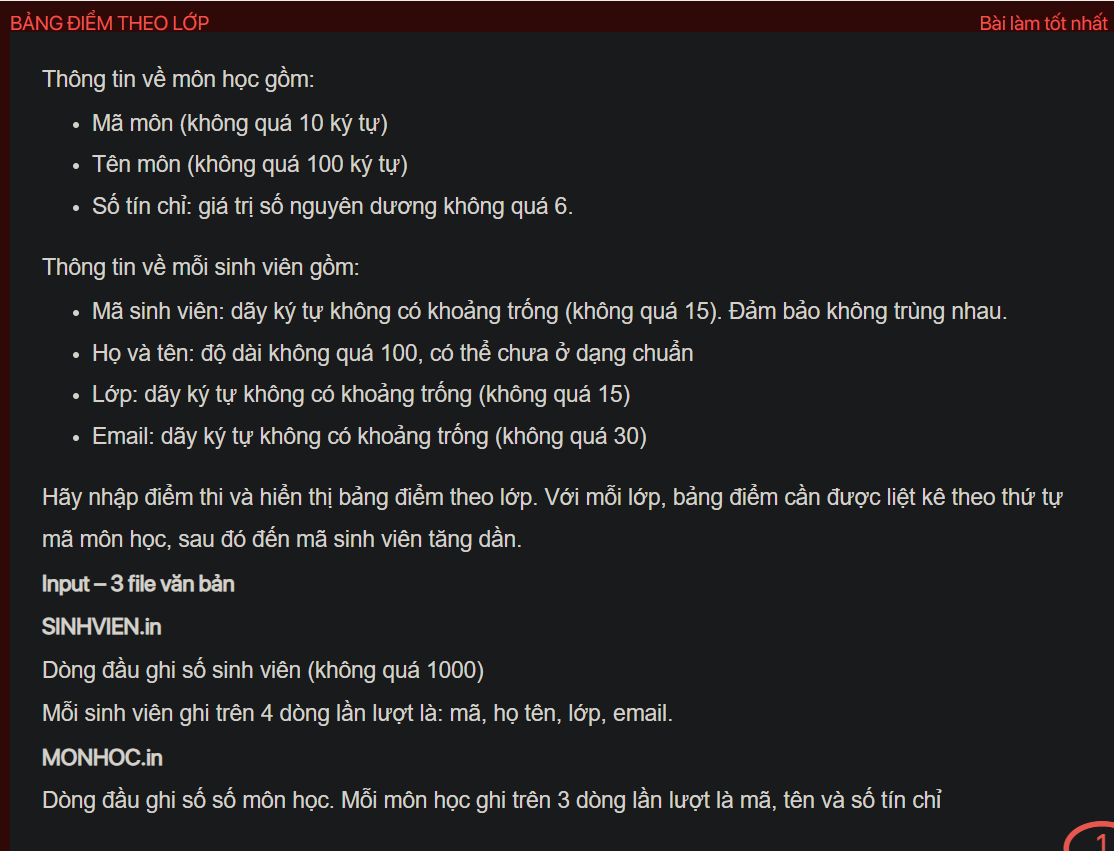 BẢNG ĐIỂM THEO LỚP
Bài làm tốt nhất
Thông tin về môn học gồm:
• Mã môn (không quá 10 ký tự)
• Tên môn (không quá 100 ký tự)
• Số tín chỉ: giá trị số nguyên dương không quá 6.
Thông tin về mỗi sinh viên gồm:
• Mã sinh viên: dãy ký tự không có khoảng trống (không quá 15). Đảm bảo không trùng nhau.
• Họ và tên: độ dài không quá 100, có thể chưa ở dạng chuẩn
• Lớp: dãy ký tự không có khoảng trống (không quá 15)
• Email: dãy ký tự không có khoảng trống (không quá 30)
Hãy nhập điểm thi và hiển thị bảng điểm theo lớp. Với mỗi lớp, bảng điểm cần được liệt kê theo thứ tự
mã môn học, sau đó đến mã sinh viên tăng dần.
Input – 3 file văn bản
SINHVIEN.in
Dòng đầu ghi số sinh viên (không quá 1000)
Mỗi sinh viên ghi trên 4 dòng lần lượt là: mã, họ tên, lớp, email.
MONHOC.in
Dòng đầu ghi số số môn học. Mỗi môn học ghi trên 3 dòng lần lượt là mã, tên và số tín chỉ
1